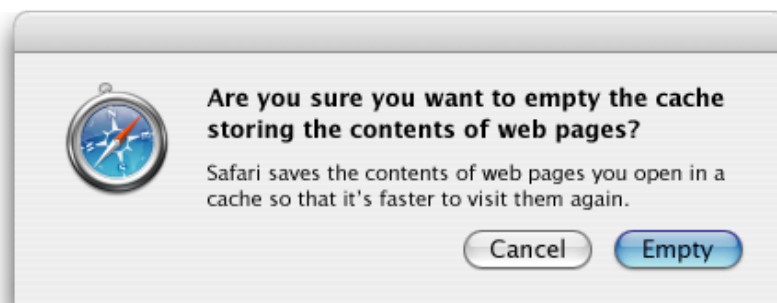 Are you sure you want to empty the cache
storing the contents of web pages?
Safari saves the contents of web pages you open in a
cache so that it's faster to visit them again.
Cancel Empty